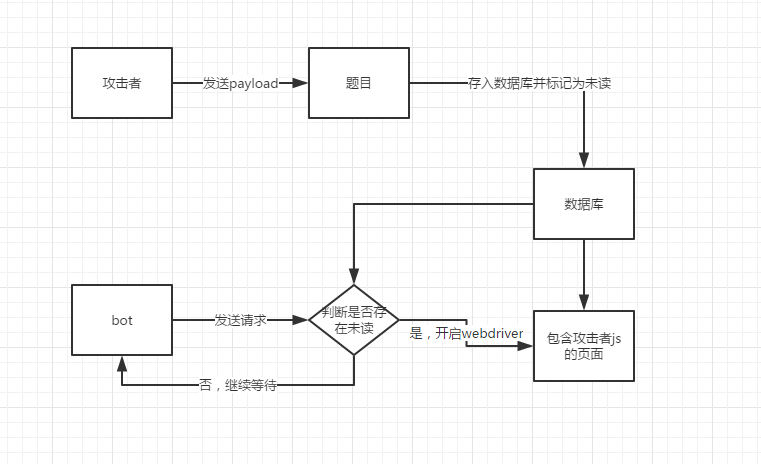 攻击者
发送payload
题目
存入数据库并标记为未读
数据库
bot
发送请求
判断是否存
在未读
是，开启webdriver
包含攻击者js
的页面
否，继续等待